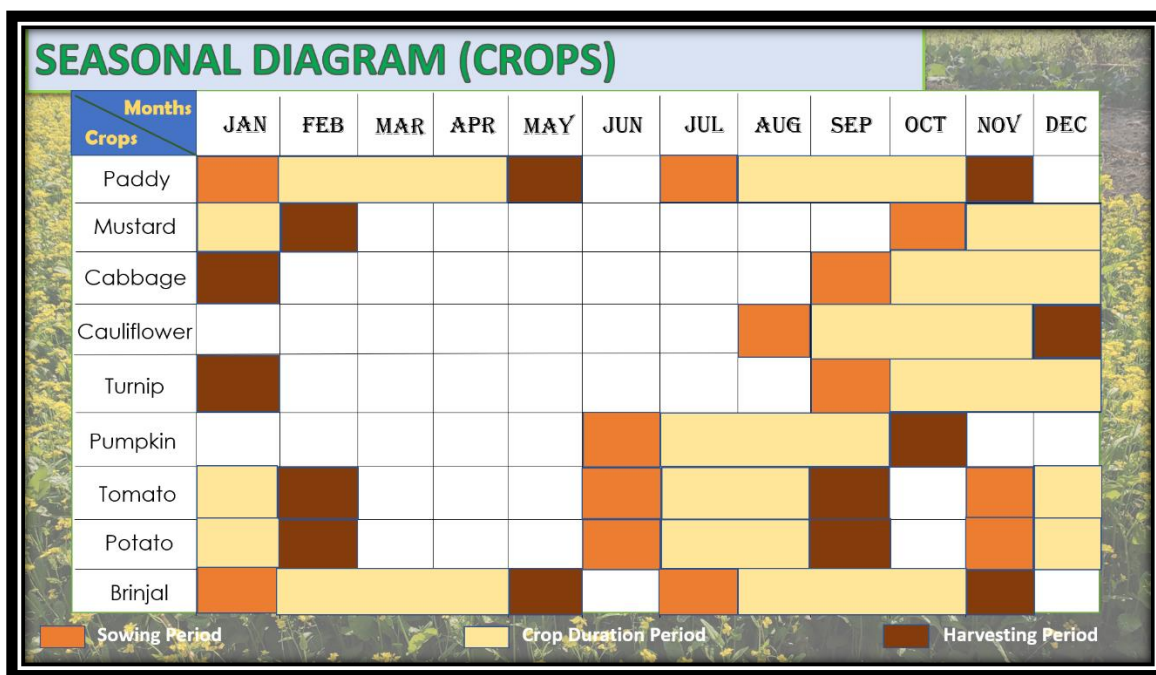 SEASONAL DIAGRAM (CROPS)
Months
Crops
JAN FEB MAR APR MAY JUN JUL AUG SEP OCT NOV DEC
Paddy
Mustard
Cabbage
Cauliflower
Turnip
Pumpkin
Tomato
Potato
Brinjal
Sowing Period Crop Duration Period Harvesting Period